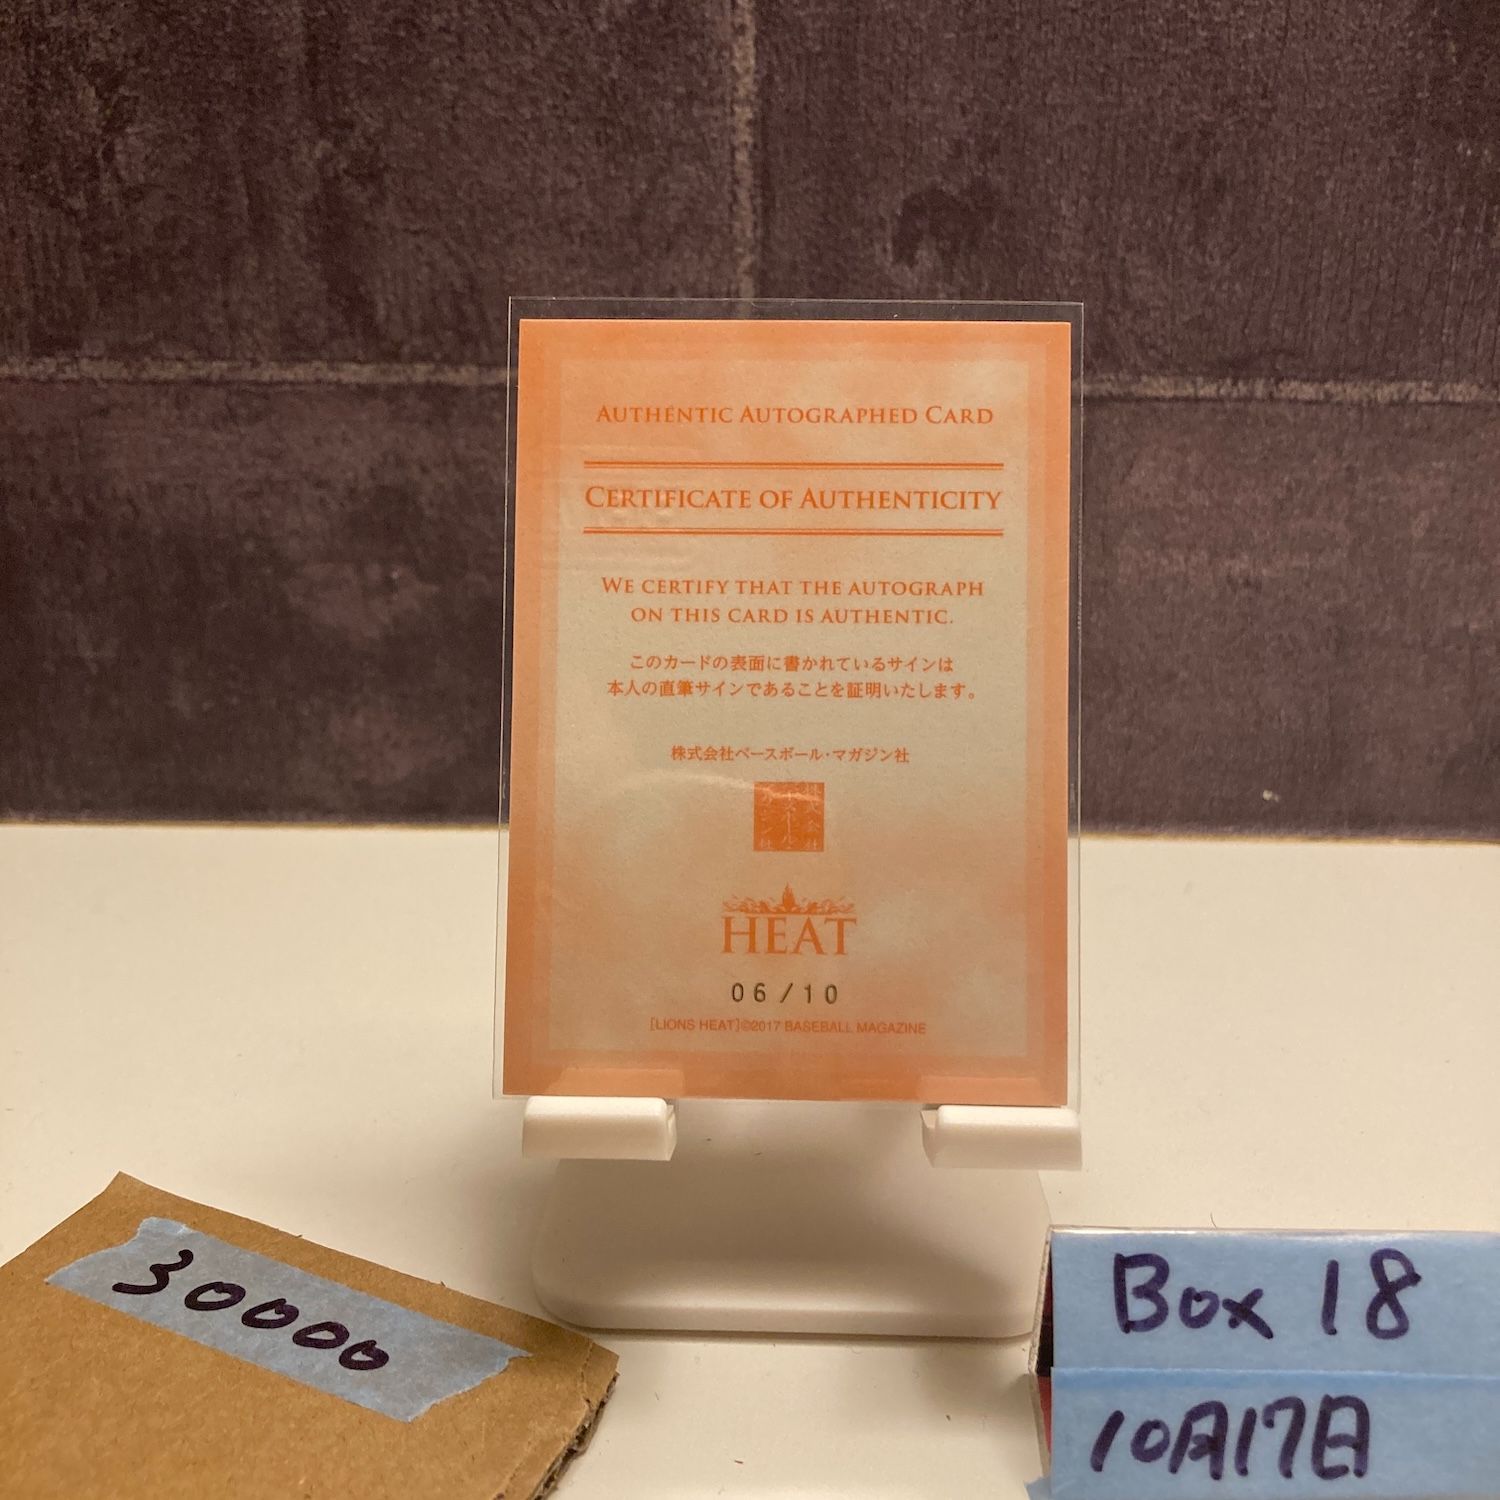 AUTHENTIC AUTOGRAPHED CARD
CERTIFICATE OF AUTHENTICITY
WE CERTIFY THAT THE AUTOGRAPH
ON THIS CARD IS AUTHENTIC.
このカードの表面に書かれているサインは
本人の直筆サインであることを証明いたします。
株式会社ベースボール・マガジン社
HEAT
06/10
[LIONS HEAT]©2017 BASEBALL MAGAZINE
30000
Box 18
10月17日